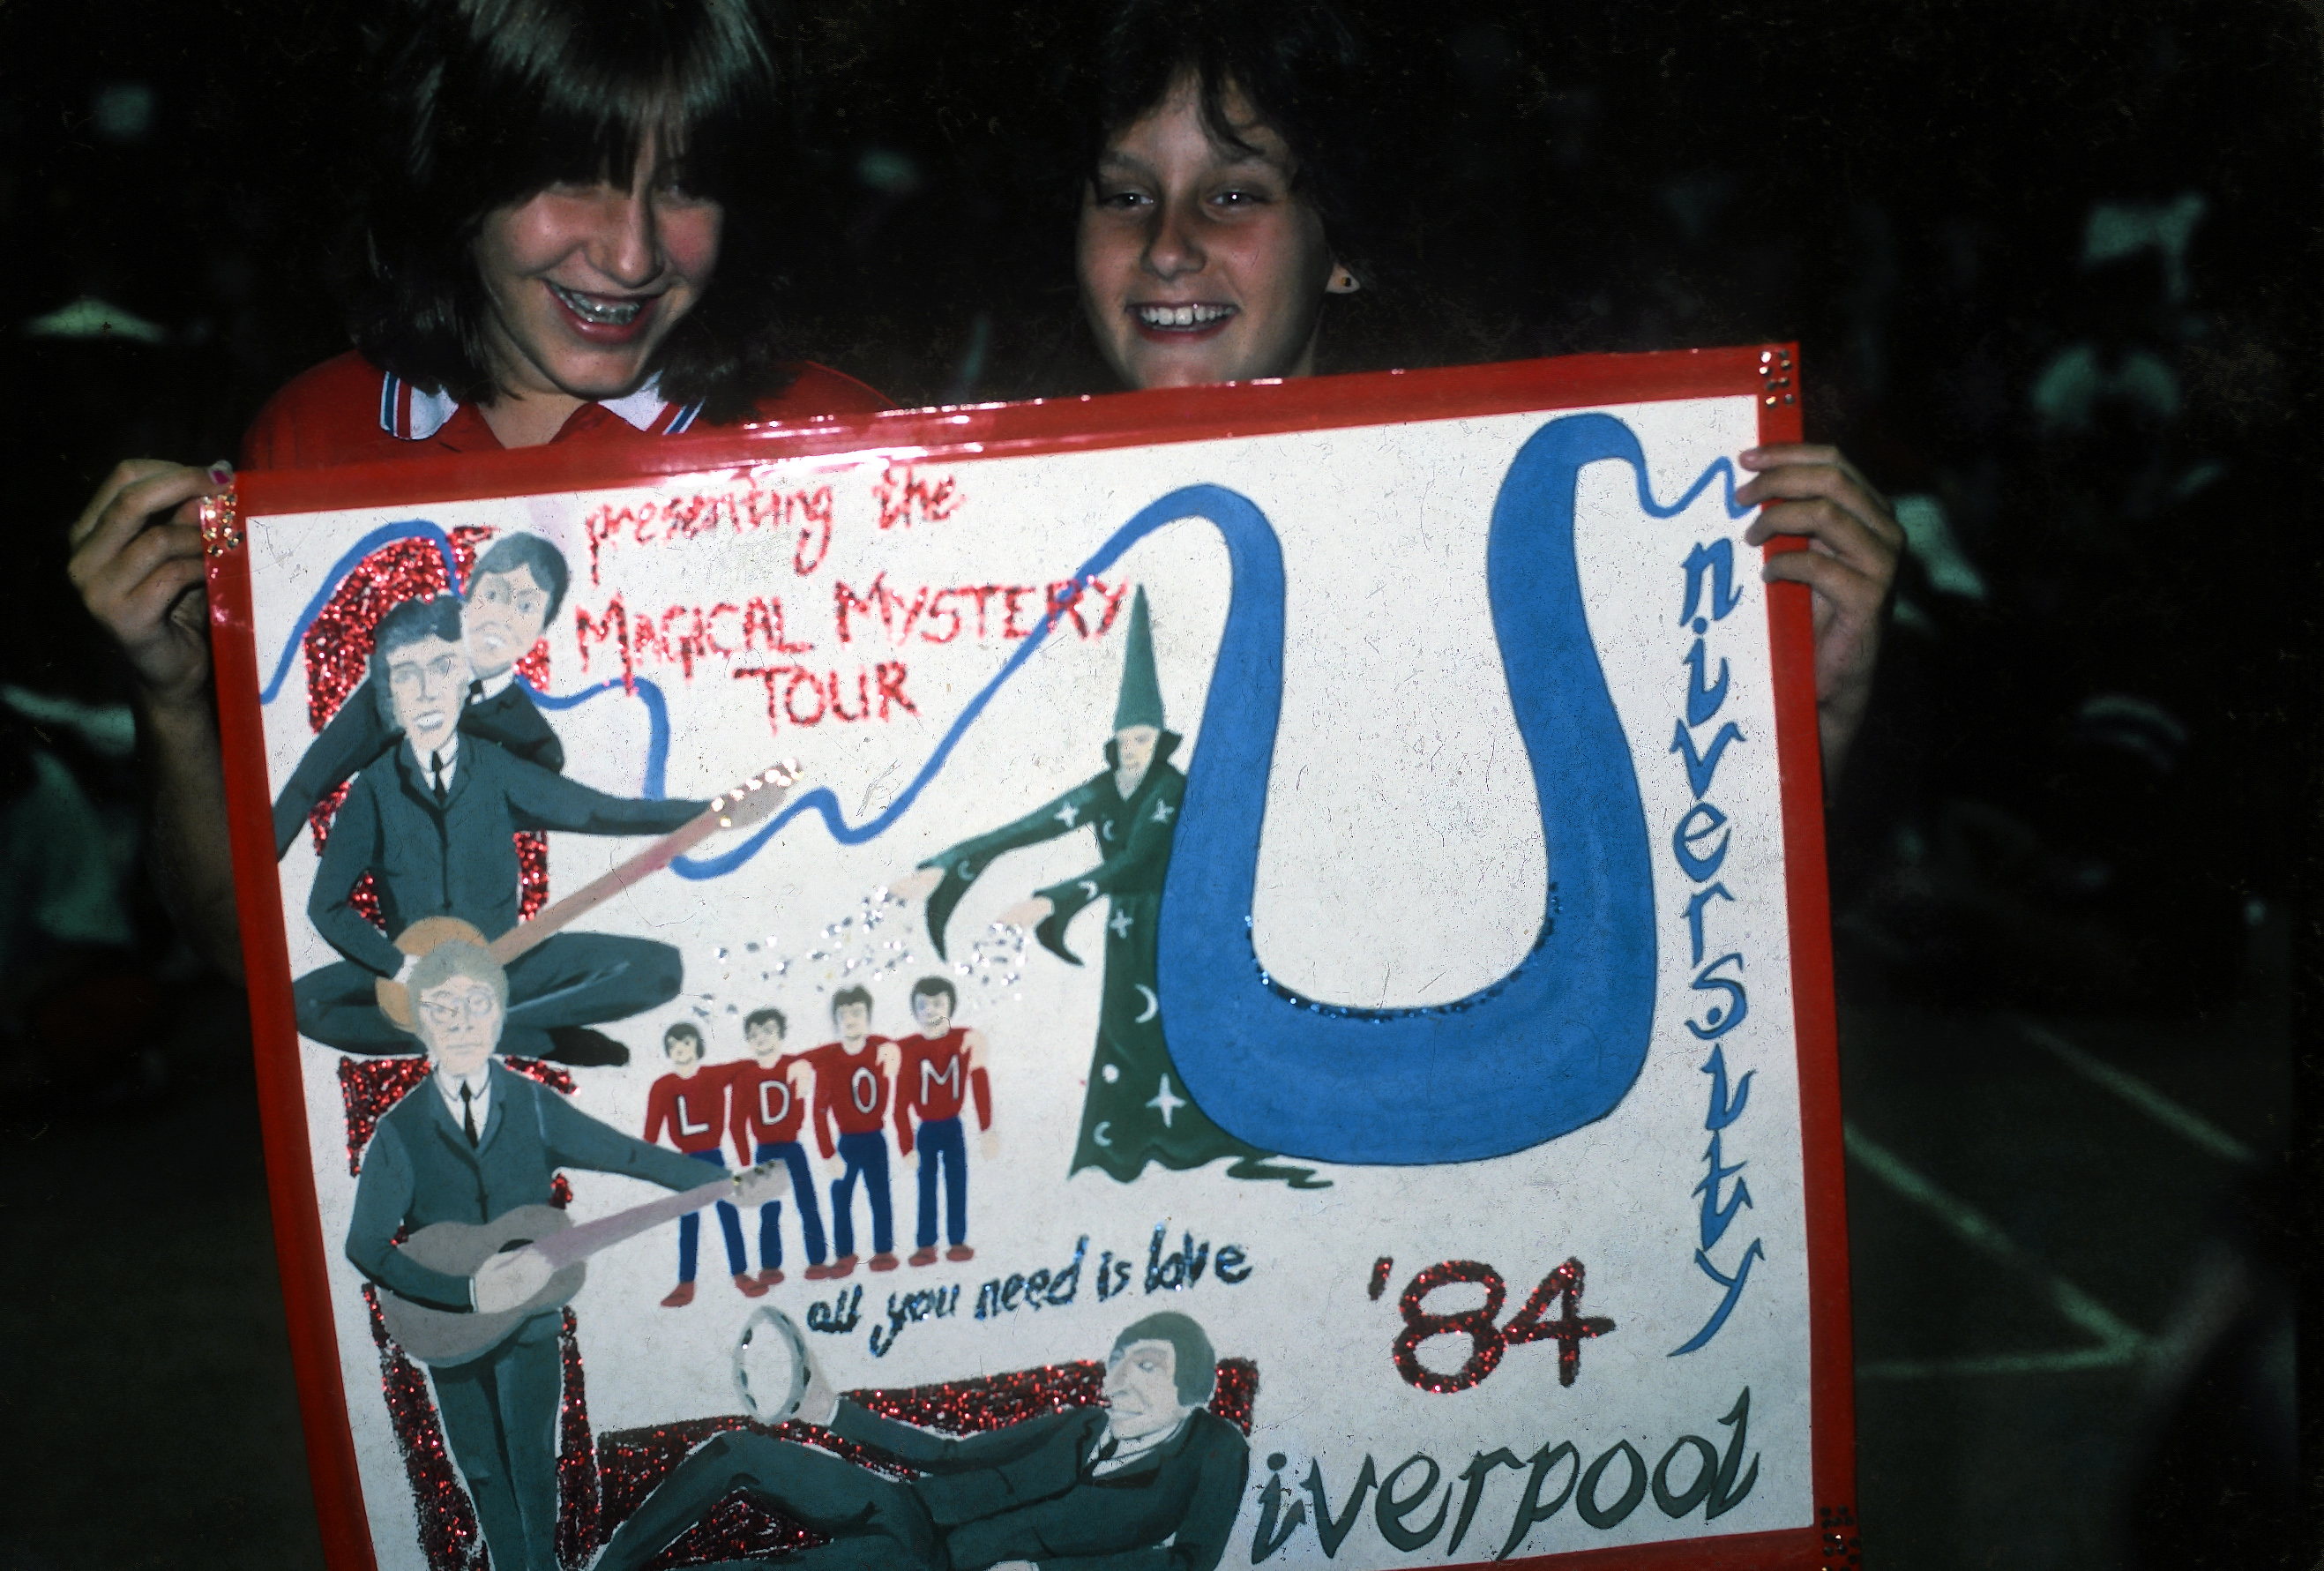 presenting the
MAGICAL MYSTERY
TOUR
University
L D O M
all you need is love
'84
Liverpool